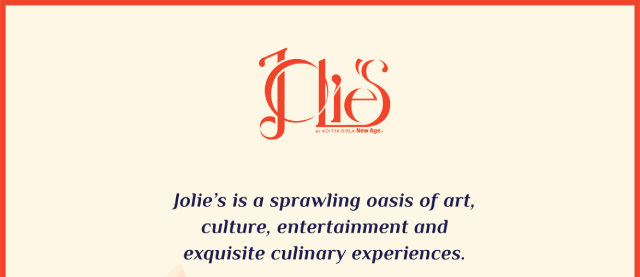 Jolie's
BY ADITYA BIRLA New Age.
Jolie's is a sprawling oasis of art,
culture, entertainment and
exquisite culinary experiences.